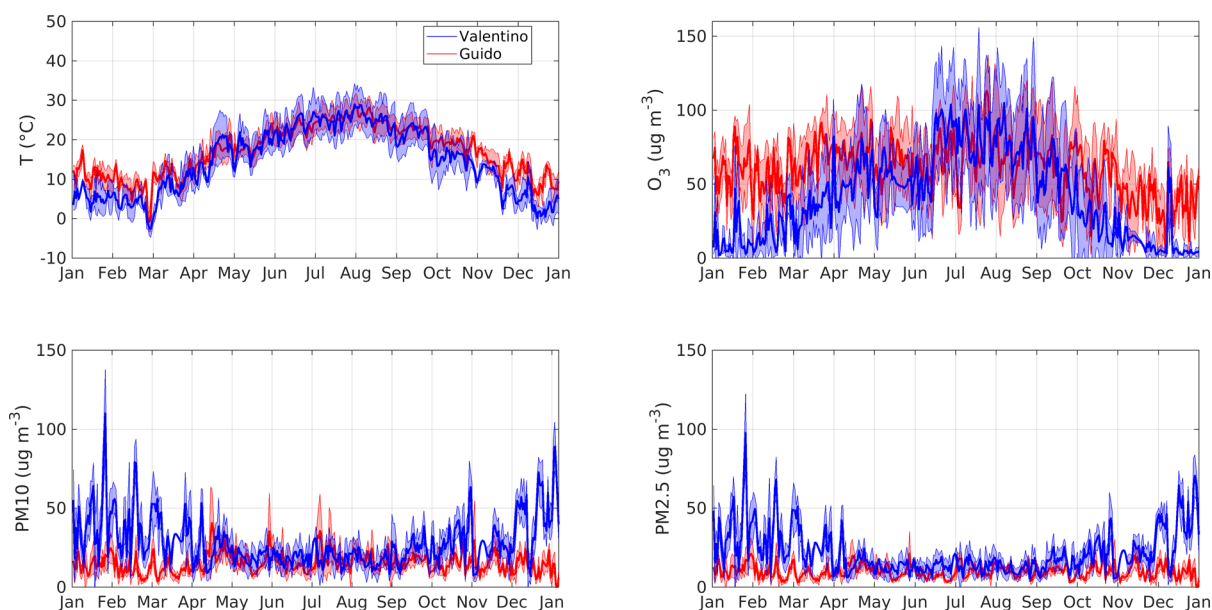 50
40
30
20
10
0
-10
T (°C)
Valentino
Guido
Jan Feb Mar Apr May Jun Jul Aug Sep Oct Nov Dec Jan
150
100
50
0
O3 (ug m-3)
Jan Feb Mar Apr May Jun Jul Aug Sep Oct Nov Dec Jan
150
100
50
0
PM10 (ug m-3)
Jan Feb Mar Apr May Jun Jul Aug Sep Oct Nov Dec Jan
150
100
50
0
PM2.5 (ug m-3)
Jan Feb Mar Apr May Jun Jul Aug Sep Oct Nov Dec Jan